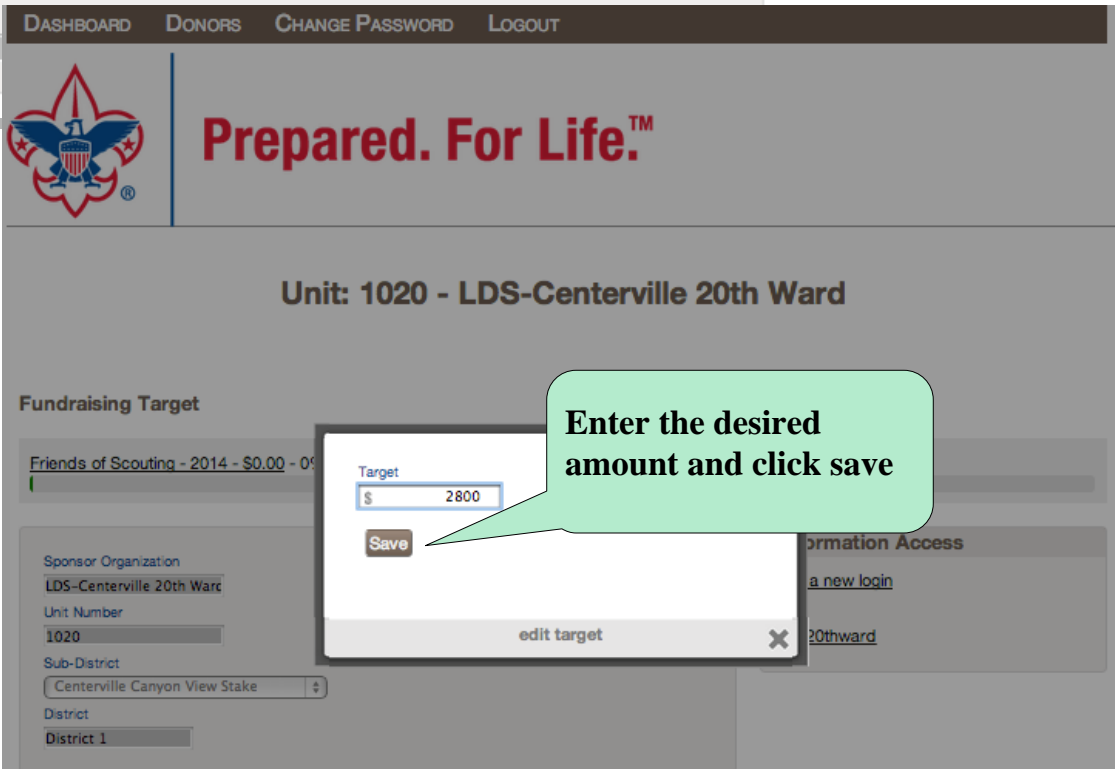 DASHBOARD DONORS CHANGE PASSWORD LOGOUT
Prepared. For Life.™
®
Unit: 1020 - LDS-Centerville 20th Ward
Fundraising Target
Enter the desired
amount and click save
Friends of Scouting - 2014 - $0.00 - 0%
Target
$ 2800
Save
edit target
Sponsor Organization
LDS-Centerville 20th Ward
Unit Number
1020
Sub-District
Centerville Canyon View Stake
District
District 1
Access
a new login
20thward